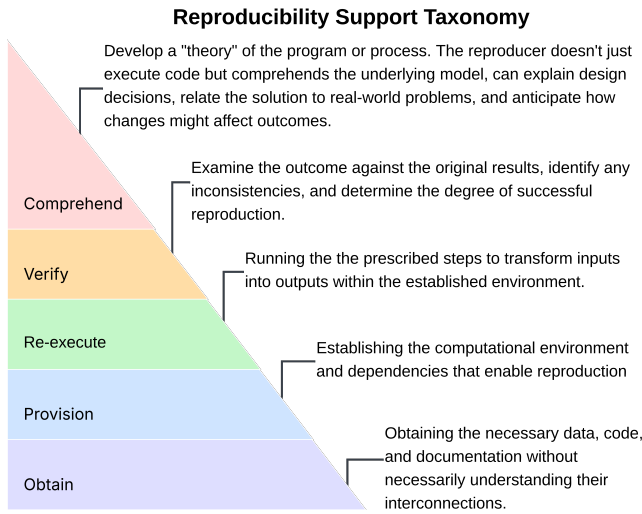 Reproducibility Support Taxonomy
Develop a "theory" of the program or process. The reproducer doesn't just
execute code but comprehends the underlying model, can explain design
decisions, relate the solution to real-world problems, and anticipate how
changes might affect outcomes.
Comprehend
Examine the outcome against the original results, identify any
inconsistencies, and determine the degree of successful
reproduction.
Verify
Running the the prescribed steps to transform inputs
into outputs within the established environment.
Re-execute
Establishing the computational environment
and dependencies that enable reproduction
Provision
Obtaining the necessary data, code,
and documentation without
necessarily understanding their
interconnections.
Obtain